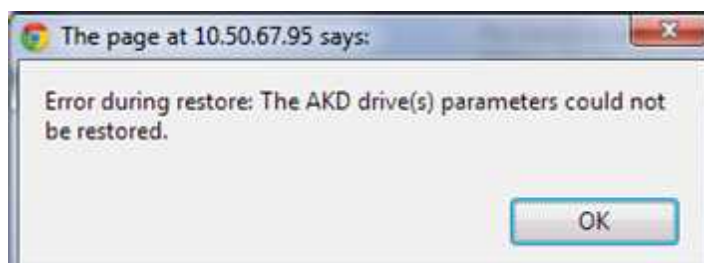 The page at 10.50.67.95 says:
Error during restore: The AKD drive(s) parameters could not
be restored.
OK